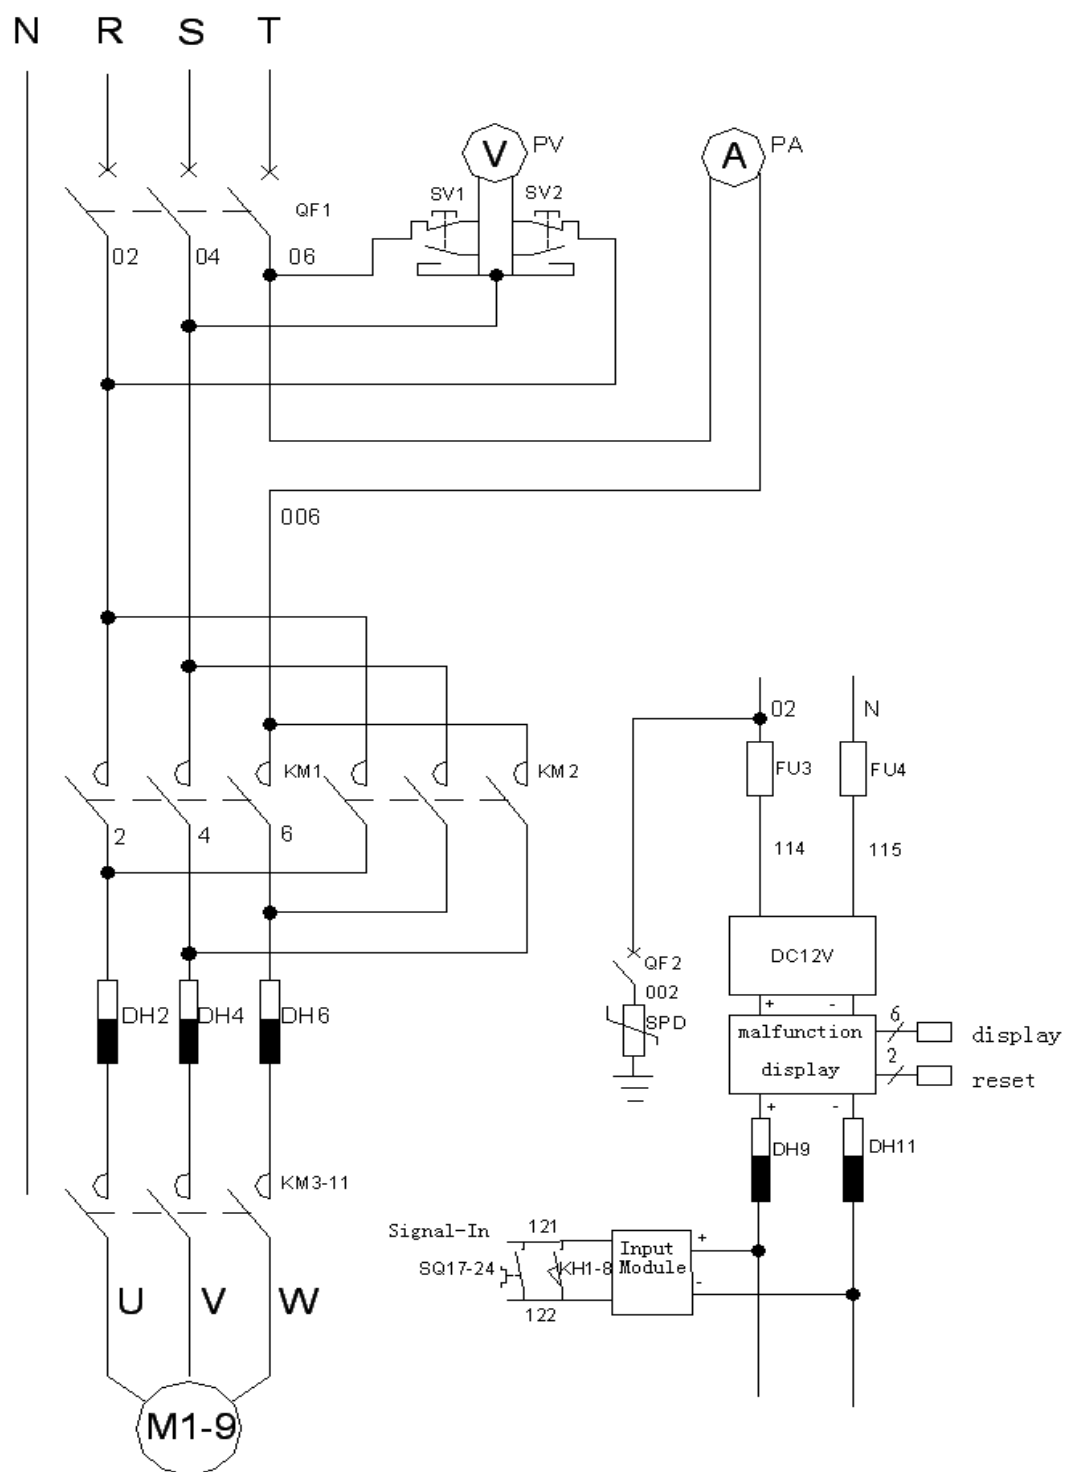 N R S T
V PV
A PA
SV1 SV2
QF1
02 04 06
006
02 N
KM1 KM2
FU3 FU4
2 4 6
114 115
DC12V
QF2
002
+ -
DH2 DH4 DH6
SPD
malfunction
display
6
display
2
reset
+ -
DH9 DH11
KM3-11
Signal-In 121
Input
Module
+
-
SQ17-24 KH1-8
122
U V W
M1-9